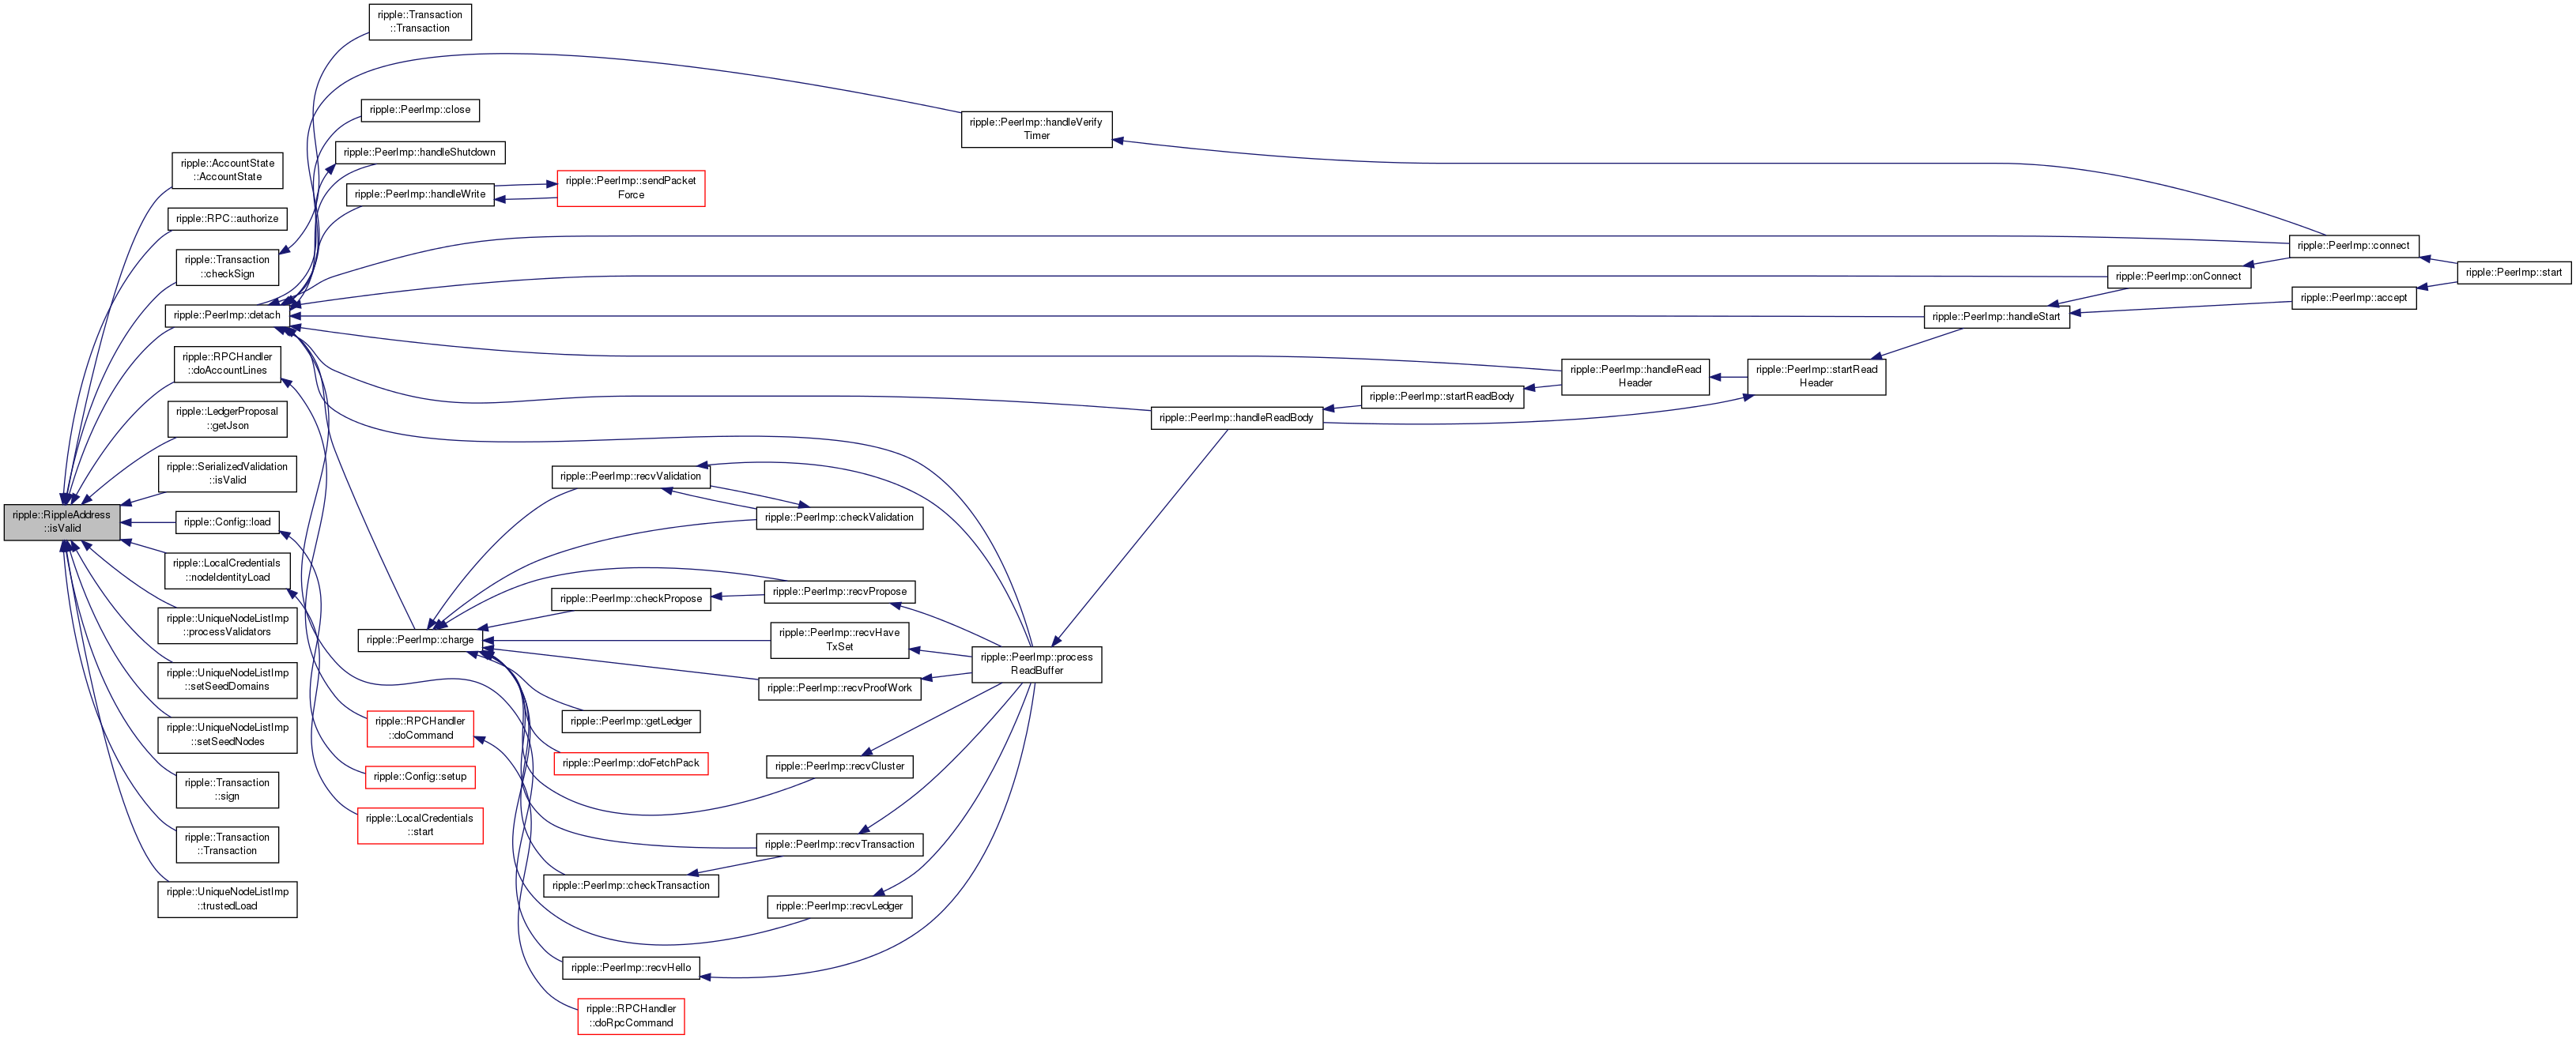 ripple::RippleAddress
::isValid
ripple::AccountState
::AccountState
ripple::RPC::authorize
ripple::Transaction
::checkSign
ripple::PeerImp::detach
ripple::RPCHandler
::doAccountLines
ripple::LedgerProposal
::getJson
ripple::SerializedValidation
::isValid
ripple::Config::load
ripple::LocalCredentials
::nodeIdentityLoad
ripple::UniqueNodeListImp
::processValidators
ripple::UniqueNodeListImp
::setSeedDomains
ripple::UniqueNodeListImp
::setSeedNodes
ripple::Transaction
::sign
ripple::Transaction
::Transaction
ripple::UniqueNodeListImp
::trustedLoad
ripple::Transaction
::Transaction
ripple::PeerImp::close
ripple::PeerImp::handleShutdown
ripple::PeerImp::handleWrite
ripple::PeerImp::charge
ripple::RPCHandler
::doCommand
ripple::Config::setup
ripple::LocalCredentials
::start
ripple::PeerImp::sendPacket
Force
ripple::PeerImp::recvValidation
ripple::PeerImp::checkPropose
ripple::PeerImp::getLedger
ripple::PeerImp::doFetchPack
ripple::PeerImp::checkTransaction
ripple::PeerImp::recvHello
ripple::RPCHandler
::doRpcCommand
ripple::PeerImp::checkValidation
ripple::PeerImp::recvPropose
ripple::PeerImp::recvHave
TxSet
ripple::PeerImp::recvProofWork
ripple::PeerImp::recvCluster
ripple::PeerImp::recvTransaction
ripple::PeerImp::recvLedger
ripple::PeerImp::handleVerify
Timer
ripple::PeerImp::process
ReadBuffer
ripple::PeerImp::handleReadBody
ripple::PeerImp::startReadBody
ripple::PeerImp::handleRead
Header
ripple::PeerImp::startRead
Header
ripple::PeerImp::handleStart
ripple::PeerImp::onConnect
ripple::PeerImp::connect
ripple::PeerImp::accept
ripple::PeerImp::start